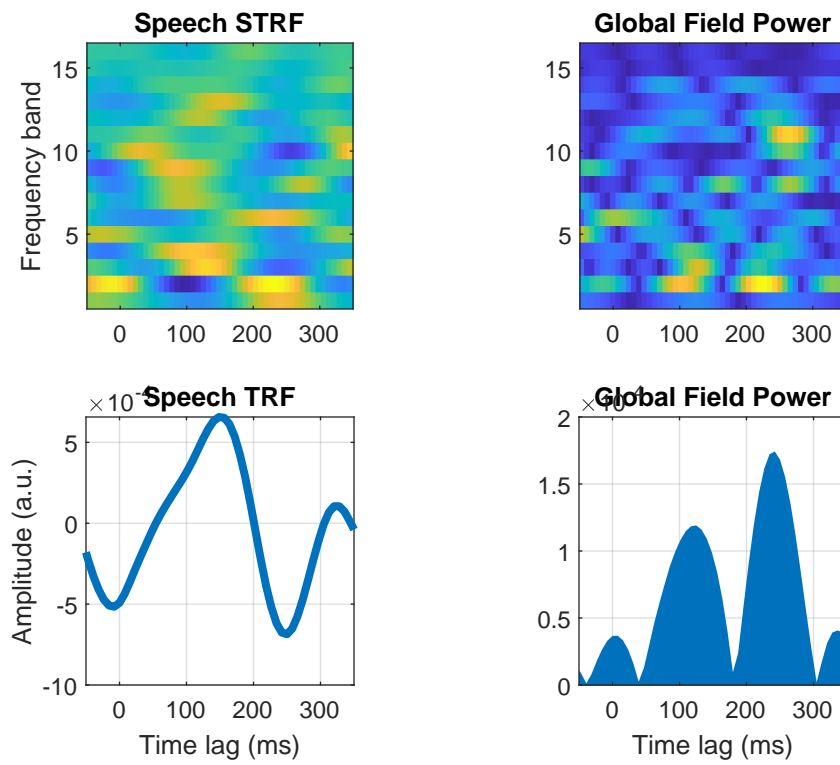 Speech STRF
Frequency band
15
10
5
0 100 200 300
Global Field Power
15
10
5
0 100 200 300
× 10⁻⁴
Speech TRF
Amplitude (a.u.)
5
0
-5
-10
0 100 200 300
Time lag (ms)
Global Field Power
2
1.5
1
0.5
0
0 100 200 300
Time lag (ms)